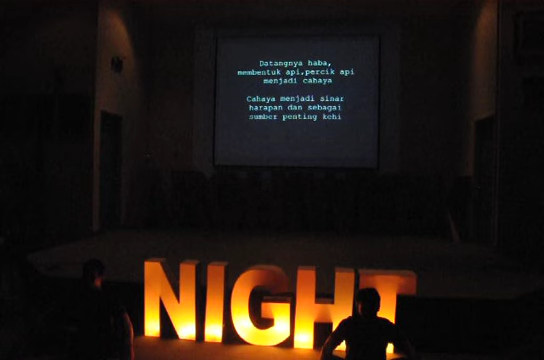 Datangnya haba,
membentuk api,percik api
menjadi cahaya
Cahaya menjadi sinar
harapan dan sebagai
sumber penting kehi
NIGHT